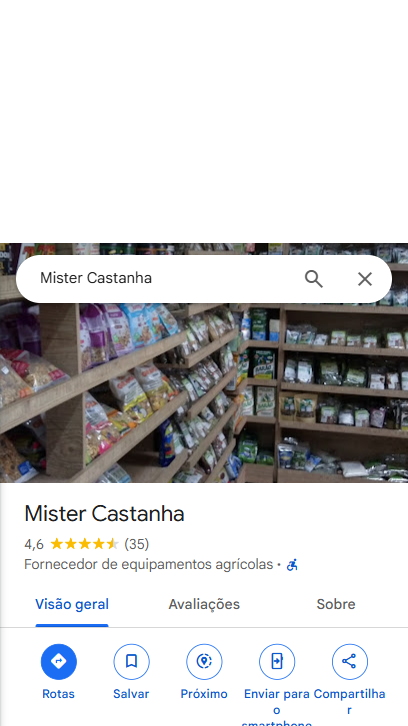 Mister Castanha
Mister Castanha
4,6 (35)
Fornecedor de equipamentos agrícolas ·
Visão geral Avaliações Sobre
Rotas Salvar Próximo Enviar para o smartphone Compartilhar